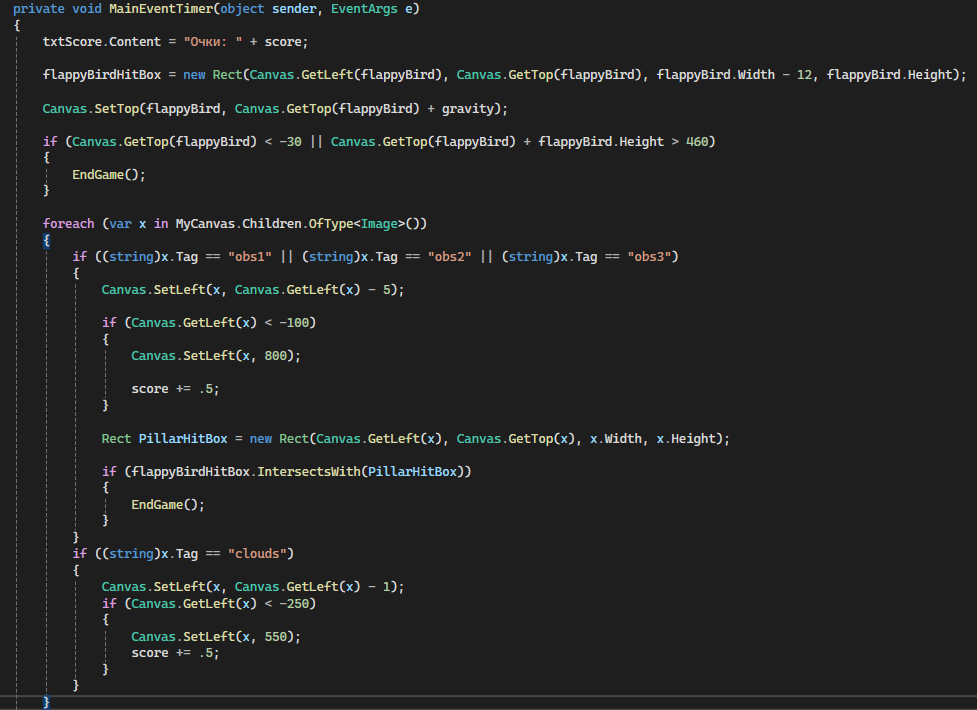 private void MainEventTimer(object sender, EventArgs e)
{
txtScore.Content = "Очки: " + score;
flappyBirdHitBox = new Rect(Canvas.GetLeft(flappyBird), Canvas.GetTop(flappyBird), flappyBird.Width - 12, flappyBird.Height);
Canvas.SetTop(flappyBird, Canvas.GetTop(flappyBird) + gravity);
if (Canvas.GetTop(flappyBird) < -30 || Canvas.GetTop(flappyBird) + flappyBird.Height > 460)
{
EndGame();
}
foreach (var x in MyCanvas.Children.OfType<Image>())
{
if ((string)x.Tag == "obs1" || (string)x.Tag == "obs2" || (string)x.Tag == "obs3")
{
Canvas.SetLeft(x, Canvas.GetLeft(x) - 5);
if (Canvas.GetLeft(x) < -100)
{
Canvas.SetLeft(x, 800);
score += .5;
}
Rect PillarHitBox = new Rect(Canvas.GetLeft(x), Canvas.GetTop(x), x.Width, x.Height);
if (flappyBirdHitBox.IntersectsWith(PillarHitBox))
{
EndGame();
}
}
if ((string)x.Tag == "clouds")
{
Canvas.SetLeft(x, Canvas.GetLeft(x) - 1);
if (Canvas.GetLeft(x) < -250)
{
Canvas.SetLeft(x, 550);
score += .5;
}
}
}